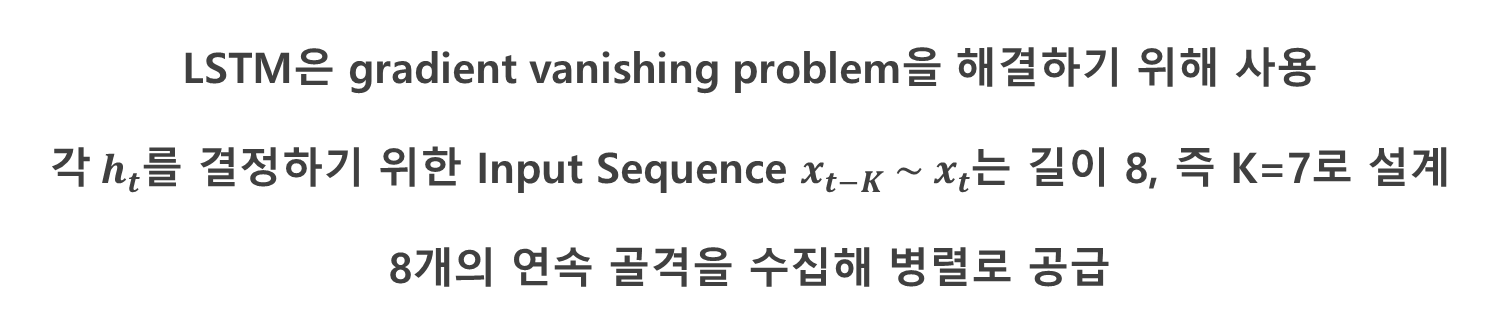 LSTM은 gradient vanishing problem을 해결하기 위해 사용
각 hₜ를 결정하기 위한 Input Sequence xₜ₋K ~ xₜ는 길이 8, 즉 K=7로 설계
8개의 연속 골격을 수집해 병렬로 공급